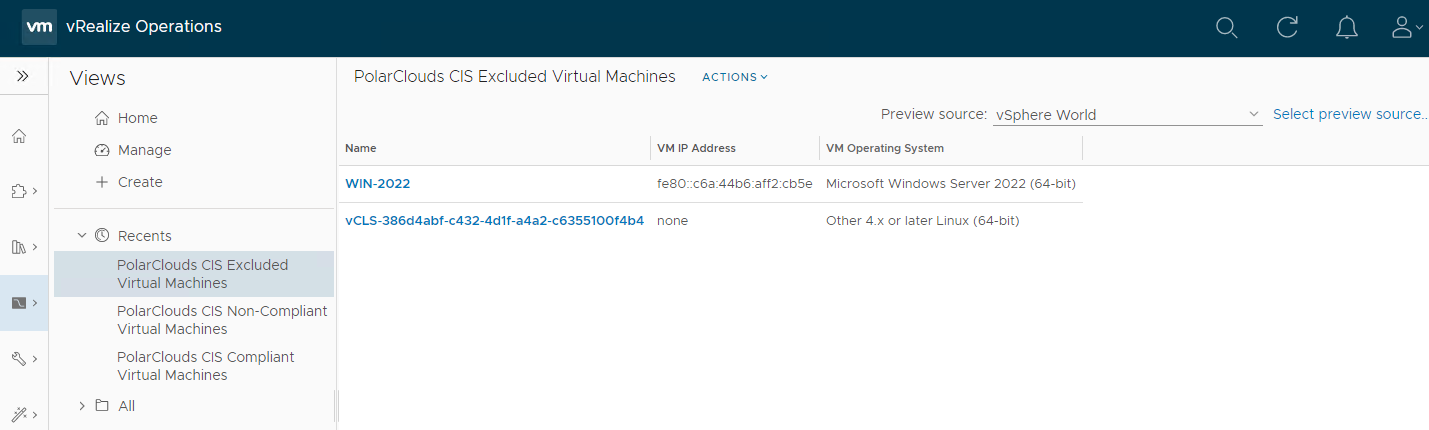 vm vRealize Operations
Views
Home
Manage
Create
Recents
PolarClouds CIS Excluded
Virtual Machines
PolarClouds CIS Non-Compliant
Virtual Machines
PolarClouds CIS Compliant
Virtual Machines
All
PolarClouds CIS Excluded Virtual Machines ACTIONS
Preview source: vSphere World Select preview source..
Name VM IP Address VM Operating System
WIN-2022 fe80::c6a:44b6:aff2:cb5e Microsoft Windows Server 2022 (64-bit)
vCLS-386d4abf-c432-4d1f-a4a2-c6355100f4b4 none Other 4.x or later Linux (64-bit)